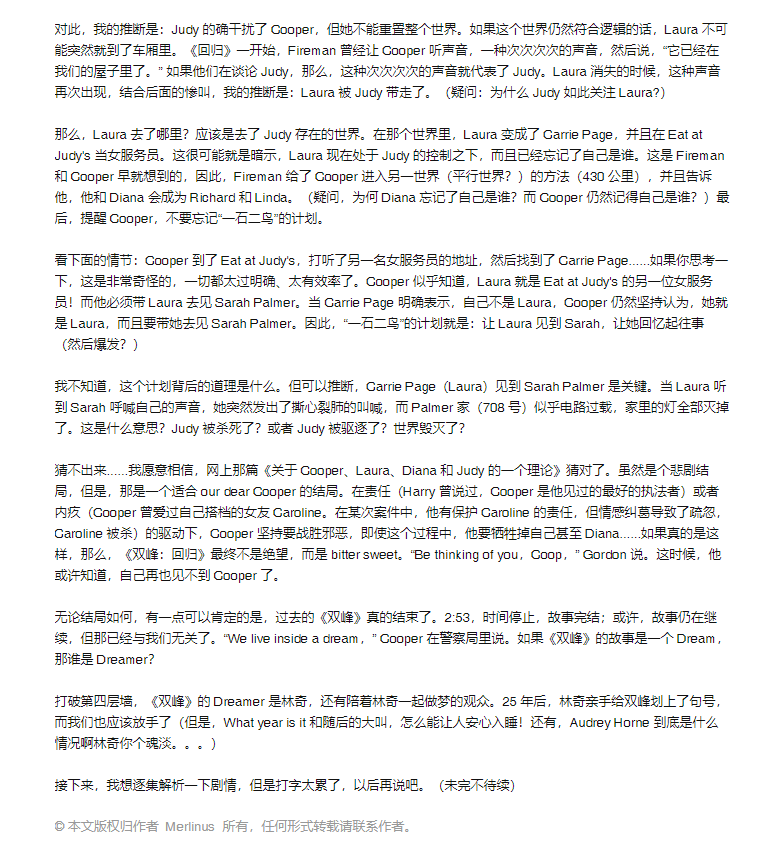 对此，我的推断是：Judy 的确干扰了 Cooper，但她不能重置整个世界。如果这个世界仍然符合逻辑的话，Laura 不可
能突然就到了车厢里。《回归》一开始，Fireman 曾经让 Cooper 听声音，一种次次次次的声音，然后说，“它已经在
我们的屋子里了。” 如果他们在谈论 Judy，那么，这种次次次次的声音就代表了 Judy。Laura 消失的时候，这种声音
再次出现，结合后面的惨叫，我的推断是：Laura 被 Judy 带走了。（疑问：为什么 Judy 如此关注 Laura?）
那么，Laura 去了哪里？应该是去了 Judy 存在的世界。在那个世界里，Laura 变成了 Carrie Page，并且在 Eat at
Judy's 当女服务员。这很可能就是暗示，Laura 现在处于 Judy 的控制之下，而且已经忘记了自己是谁。这是 Fireman
和 Cooper 早就想到的，因此，Fireman 给了 Cooper 进入另一世界（平行世界？）的方法（430 公里），并且告诉
他，他和 Diana 会成为 Richard 和 Linda。（疑问，为何 Diana 忘记了自己是谁？而 Cooper 仍然记得自己是谁？）最
后，提醒 Cooper，不要忘记“一石二鸟”的计划。
看下面的情节：Cooper 到了 Eat at Judy's，打听了另一名女服务员的地址，然后找到了 Carrie Page......如果你思考一
下，这是非常奇怪的，一切都太过明确、太有效率了。Cooper 似乎知道，Laura 就是 Eat at Judy's 的另一位女服务
员！而他必须带 Laura 去见 Sarah Palmer。当 Carrie Page 明确表示，自己不是 Laura，Cooper 仍然坚持认为，她就
是 Laura，而且要带她去见 Sarah Palmer。因此，“一石二鸟”的计划就是：让 Laura 见到 Sarah，让她回忆起往事
（然后爆发？）
我不知道，这个计划背后的道理是什么。但可以推断，Carrie Page（Laura）见到 Sarah Palmer 是关键。当 Laura 听
到 Sarah 呼喊自己的声音，她突然发出了撕心裂肺的叫喊，而 Palmer 家（708 号）似乎电路过载，家里的灯全部灭掉
了。这是什么意思？Judy 被杀死了？或者 Judy 被驱逐了？世界毁灭了？
猜不出来......我愿意相信，网上那篇《关于 Cooper、Laura、Diana 和 Judy 的一个理论》猜对了。虽然是个悲剧结
局，但是，那是一个适合 our dear Cooper 的结局。在责任（Harry 曾说过，Cooper 是他见过的最好的执法者）或者
内疚（Cooper 曾爱过自己搭档的女友 Caroline。在某次案件中，他有保护 Caroline 的责任，但情感纠葛导致了疏忽，
Caroline 被杀）的驱动下，Cooper 坚持要战胜邪恶，即使这个过程中，他要牺牲掉自己甚至 Diana......如果真的是这
样，那么，《双峰：回归》最终不是绝望，而是 bitter sweet。“Be thinking of you，Coop，” Gordon 说。这时候，他
或许知道，自己再也见不到 Cooper 了。
无论结局如何，有一点可以肯定的是，过去的《双峰》真的结束了。2:53，时间停止，故事完结；或许，故事仍在继
续，但那已经与我们无关了。“We live inside a dream，” Cooper 在警察局里说。如果《双峰》的故事是一个 Dream，
那谁是 Dreamer？
打破第四层墙，《双峰》的 Dreamer 是林奇，还有陪着林奇一起做梦的观众。25 年后，林奇亲手给双峰划上了句号，
而我们也应该放手了（但是，What year is it 和随后的大叫，怎么能让人安心入睡！还有，Audrey Horne 到底是什么
情况啊林奇你个魂淡。。。）
接下来，我想逐集解析一下剧情，但是打字太累了，以后再说吧。（未完不待续）
© 本文版权归作者 Merlinus 所有，任何形式转载请联系作者。